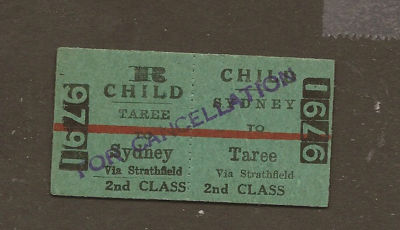 R
CHILD
TAREE
TO
Sydney
Via Strathfield
2nd CLASS
9791
CHILD
SYDNEY
TO
Taree
Via Strathfield
2nd CLASS
9791
FOR CANCELLATION